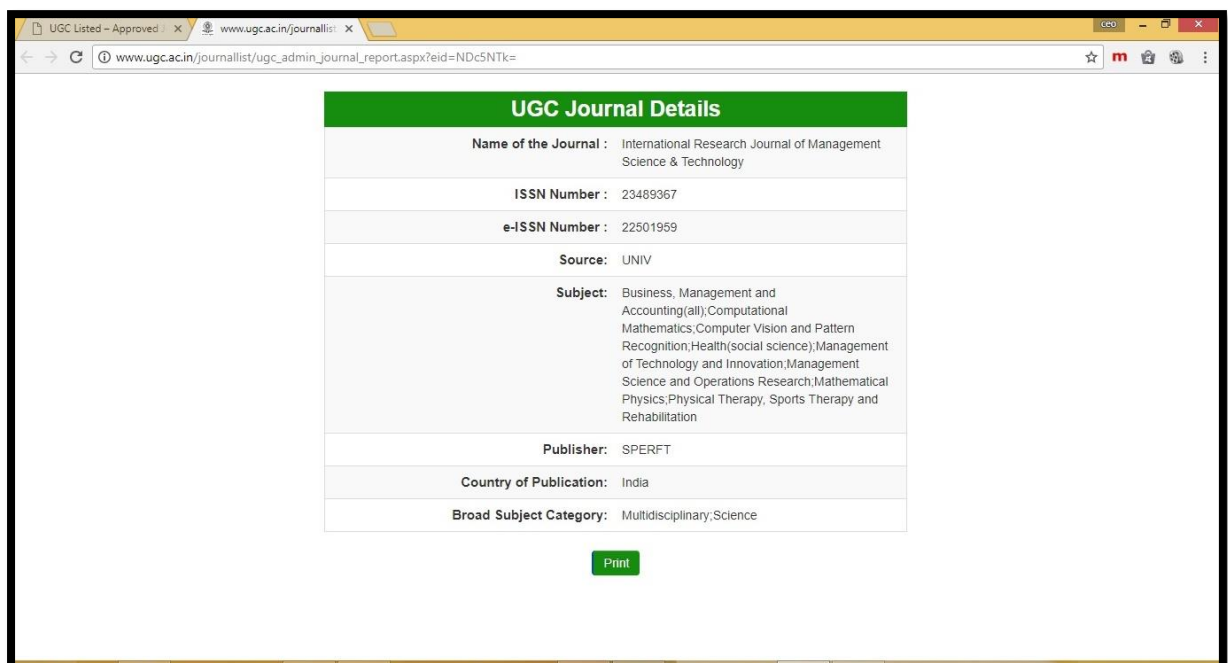 UGC Listed – Approved J
www.ugc.ac.in/journallist
ceo
www.ugc.ac.in/journallist/ugc_admin_journal_report.aspx?eid=NDc5NTk=
m
UGC Journal Details
Name of the Journal : International Research Journal of Management
Science & Technology
ISSN Number : 23489367
e-ISSN Number : 22501959
Source: UNIV
Subject: Business, Management and
Accounting(all);Computational
Mathematics;Computer Vision and Pattern
Recognition;Health(social science);Management
of Technology and Innovation;Management
Science and Operations Research;Mathematical
Physics;Physical Therapy, Sports Therapy and
Rehabilitation
Publisher: SPERFT
Country of Publication: India
Broad Subject Category: Multidisciplinary;Science
Print